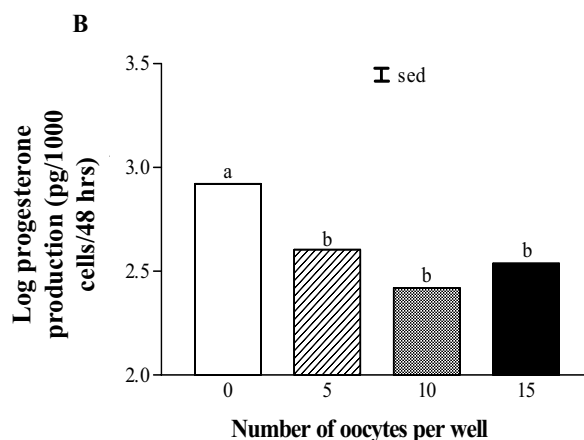 B
Log progesterone
production (pg/1000
cells/48 hrs)
3.5
3.0
2.5
2.0
sed
a
b
b
b
0 5 10 15
Number of oocytes per well